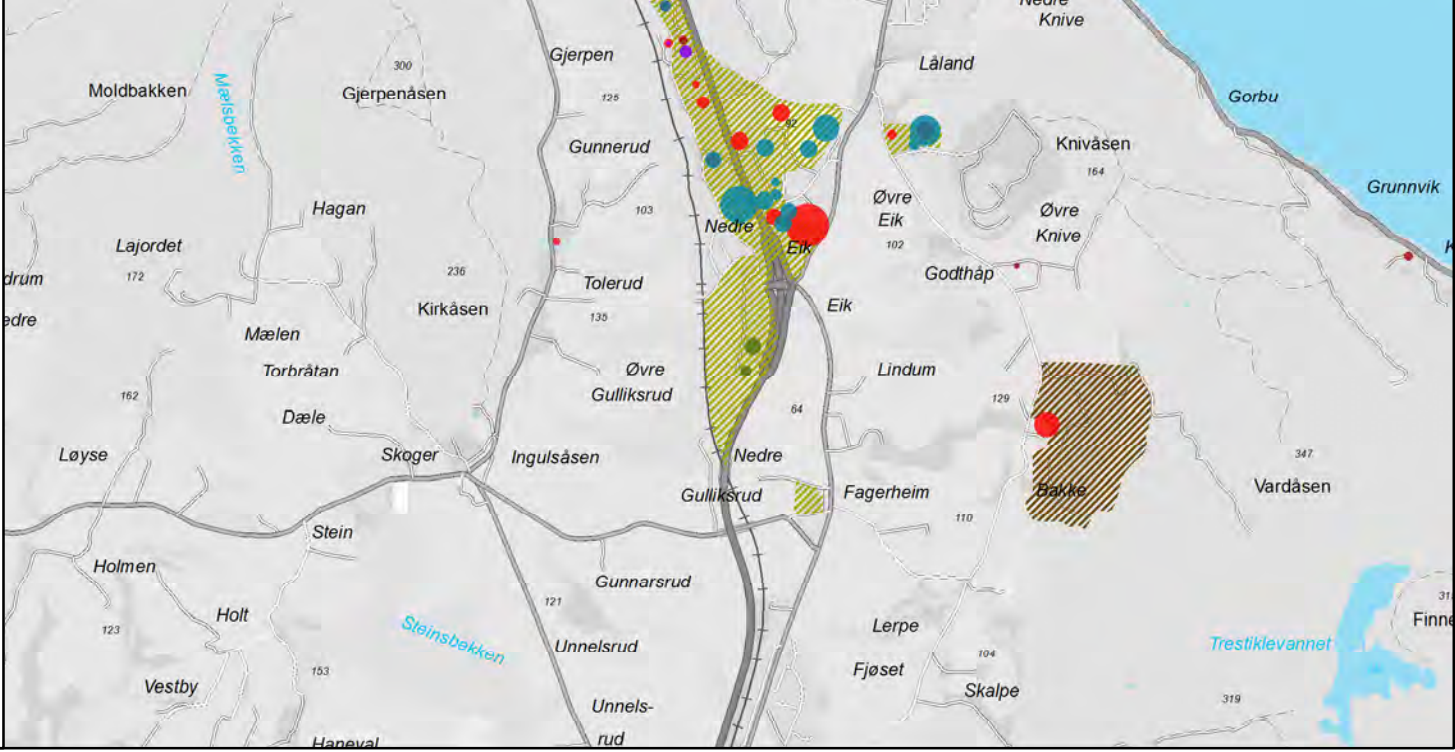 Nedre
Knive
Gjerpen
Låland
300
Moldbakken
Mælsbekken
Gjerpenåsen
125
Gorbu
92
Gunnerud
Knivåsen
103
164
Grunnvik
Hagan
Øvre
Eik
Øvre
Knive
Lajordet
Nedre
Eik
102
172
236
Godthåp
drum
Tolerud
Kirkåsen
135
Eik
edre
Mælen
Torbråtan
Øvre
Gulliksrud
Lindum
162
129
64
Dæle
Løyse
Skoger
Ingulsåsen
Nedre
Gulliksrud
347
Fagerheim
Bakke
Vardåsen
110
Stein
Holmen
Gunnarsrud
121
Holt
123
Steinsbekken
Unnelsrud
Lerpe
Finne
Trestiklevannet
104
153
Fjøset
Vestby
Skalpe
319
Unnels-
rud
Haneval